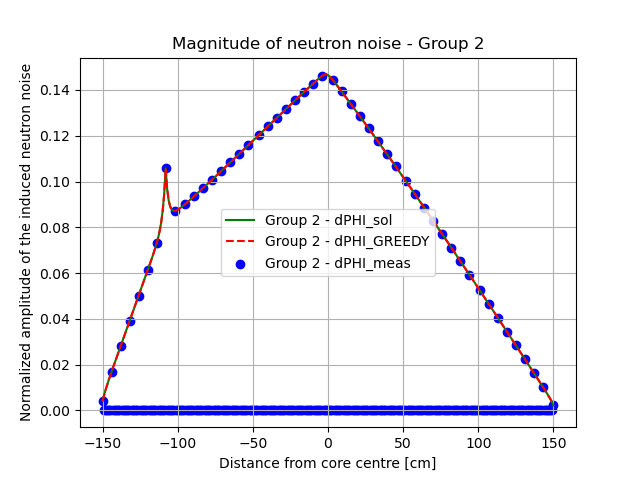 Magnitude of neutron noise - Group 2
Normalized amplitude of the induced neutron noise
0.14
0.12
0.10
0.08
0.06
0.04
0.02
0.00
Group 2 - dPHI_sol
Group 2 - dPHI_GREEDY
Group 2 - dPHI_meas
−150 −100 −50 0 50 100 150
Distance from core centre [cm]